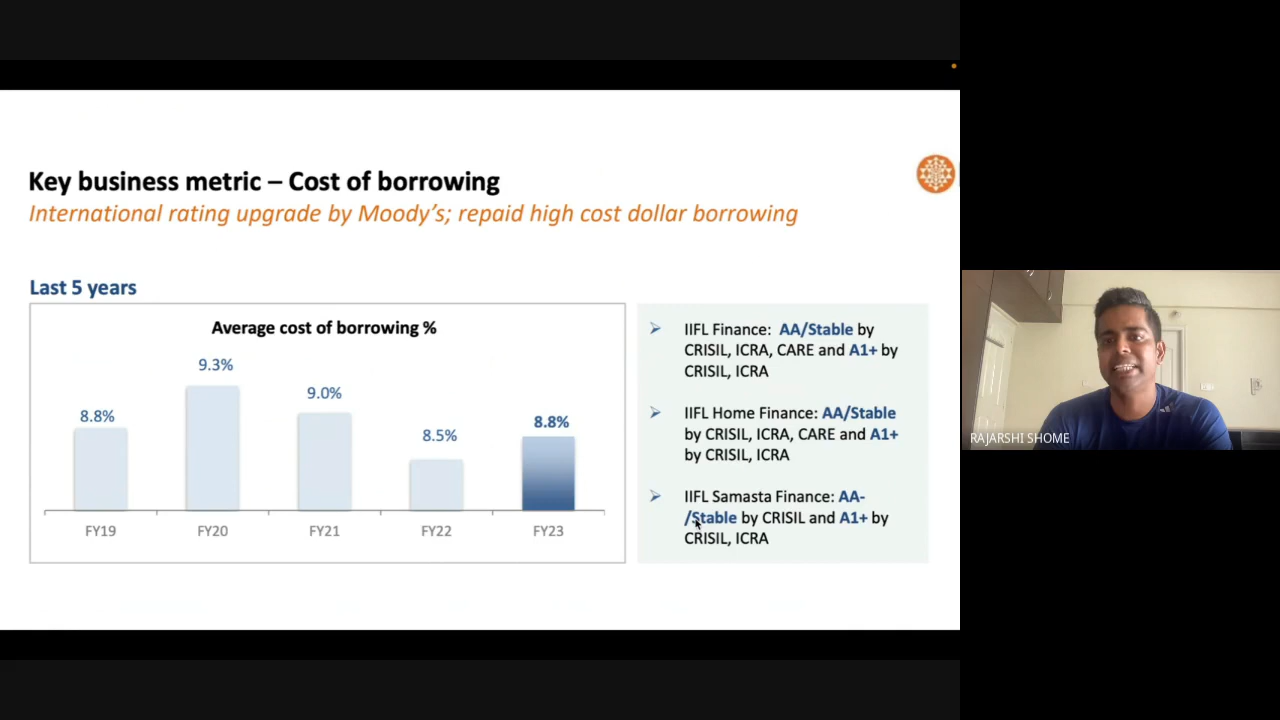 Key business metric – Cost of borrowing
International rating upgrade by Moody's; repaid high cost dollar borrowing
Last 5 years
Average cost of borrowing %
8.8%
9.3%
9.0%
8.5%
8.8%
FY19
FY20
FY21
FY22
FY23
IIFL Finance: AA/Stable by
CRISIL, ICRA, CARE and A1+ by
CRISIL, ICRA
IIFL Home Finance: AA/Stable
by CRISIL, ICRA, CARE and A1+
by CRISIL, ICRA
IIFL Samasta Finance: AA-
/Stable by CRISIL and A1+ by
CRISIL, ICRA
RAJARSHI SHOME